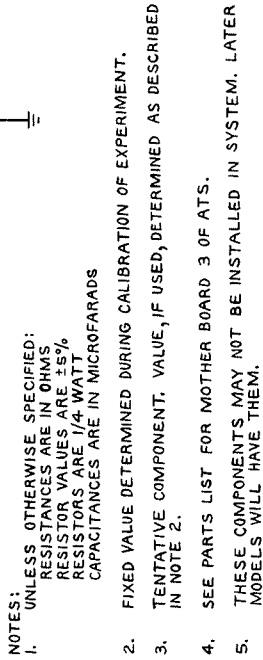 NOTES:
1. UNLESS OTHERWISE SPECIFIED:
RESISTANCES ARE IN OHMS
RESISTOR VALUES ARE ±5%
RESISTORS ARE 1/4 WATT
CAPACITANCES ARE IN MICROFARADS
2. FIXED VALUE DETERMINED DURING CALIBRATION OF EXPERIMENT.
3. TENTATIVE COMPONENT. VALUE, IF USED, DETERMINED AS DESCRIBED
IN NOTE 2.
4. SEE PARTS LIST FOR MOTHER BOARD 3 OF ATS.
5. THESE COMPONENTS MAY NOT BE INSTALLED IN SYSTEM. LATER
MODELS WILL HAVE THEM.